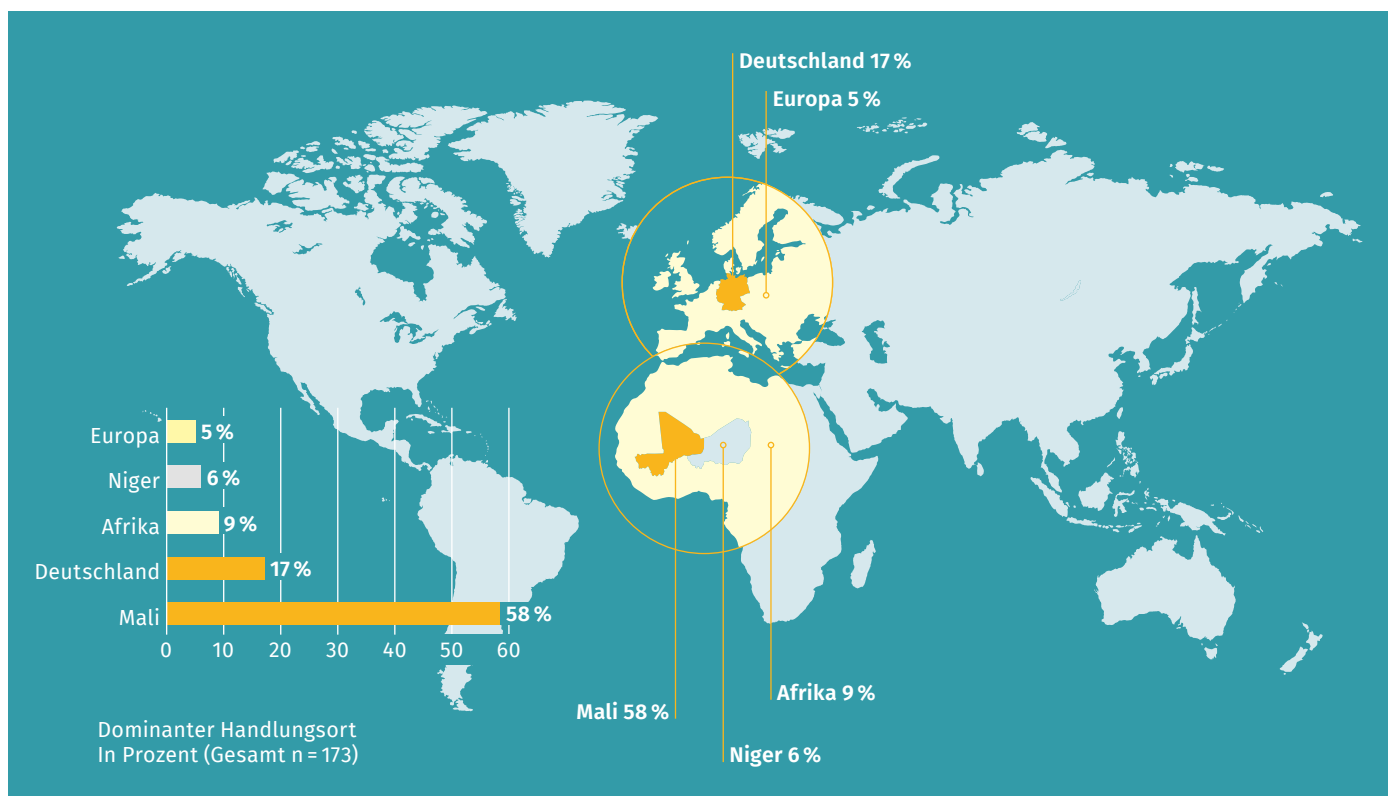 Deutschland 17 %
Europa 5 %
Europa 5 %
Niger 6 %
Afrika 9 %
Deutschland 17 %
Mali 58 %
0 10 20 30 40 50 60
Afrika 9 %
Mali 58 %
Niger 6 %
Dominanter Handlungsort
In Prozent (Gesamt n = 173)